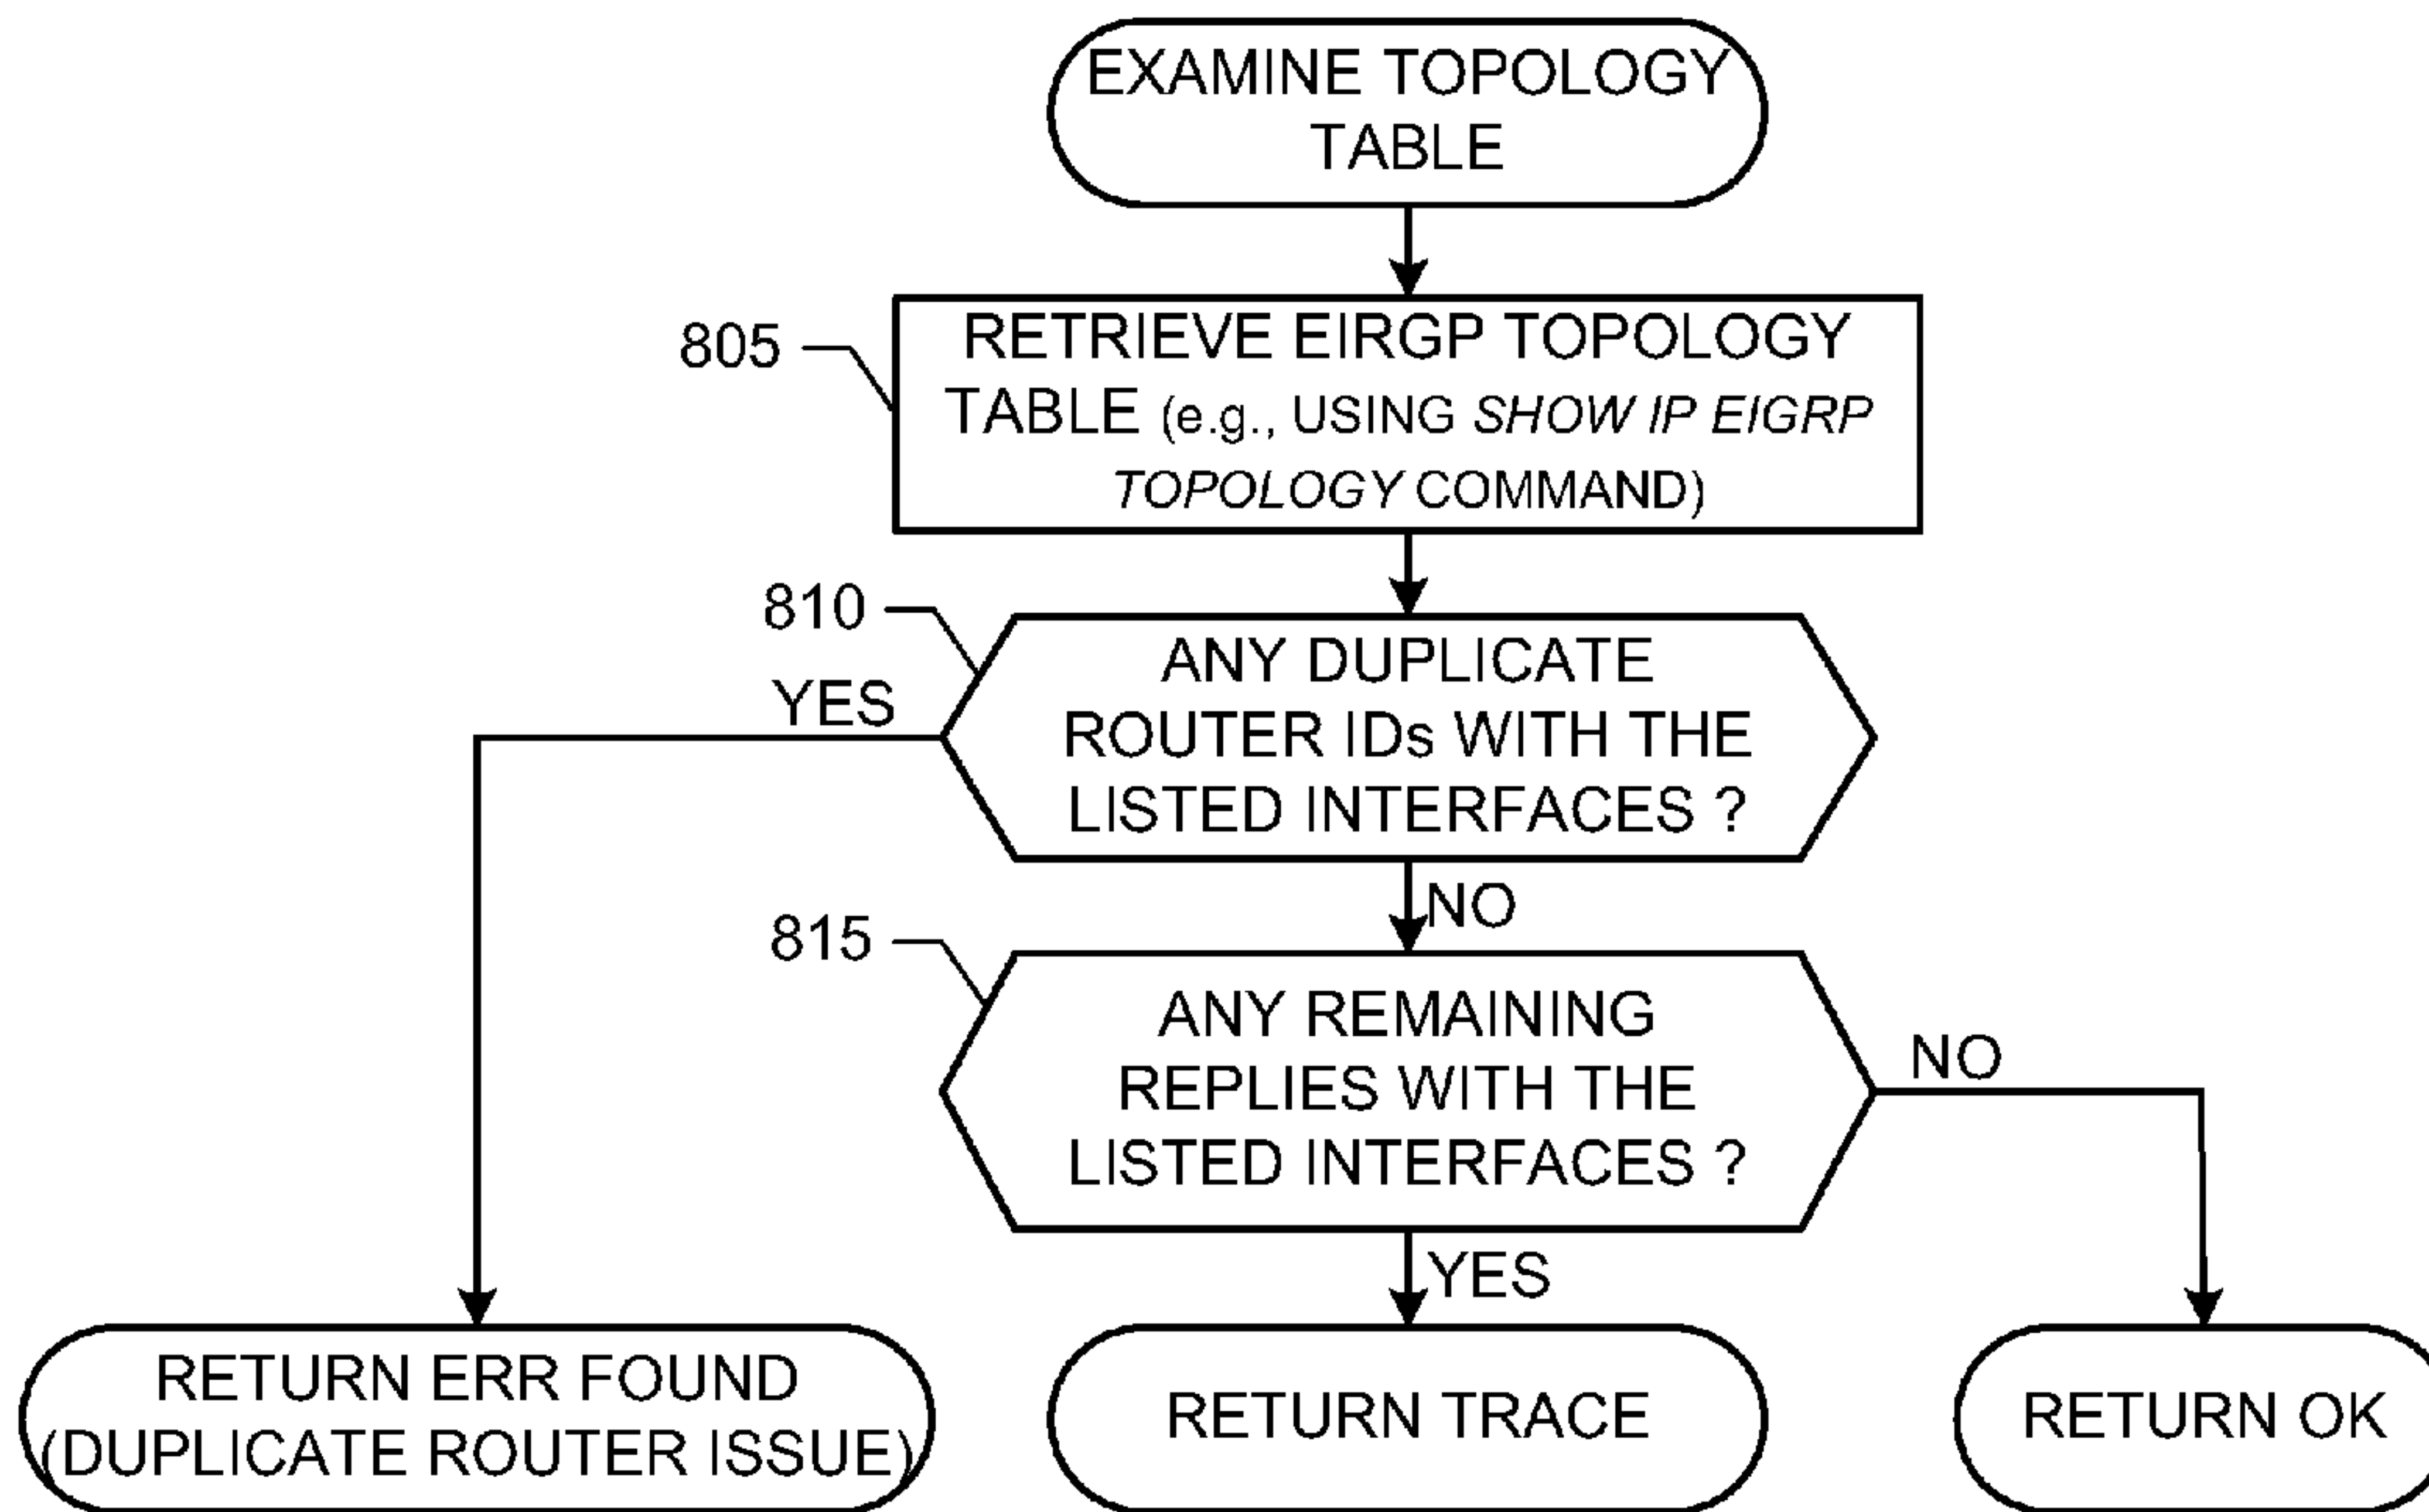 EXAMINE TOPOLOGY
TABLE
805
RETRIEVE EIRGP TOPOLOGY
TABLE (e.g., USING SHOW IP EIGRP
TOPOLOGY COMMAND)
810
YES
ANY DUPLICATE
ROUTER IDs WITH THE
LISTED INTERFACES ?
NO
815
ANY REMAINING
REPLIES WITH THE
LISTED INTERFACES ?
NO
YES
RETURN ERR FOUND
(DUPLICATE ROUTER ISSUE)
RETURN TRACE
RETURN OK